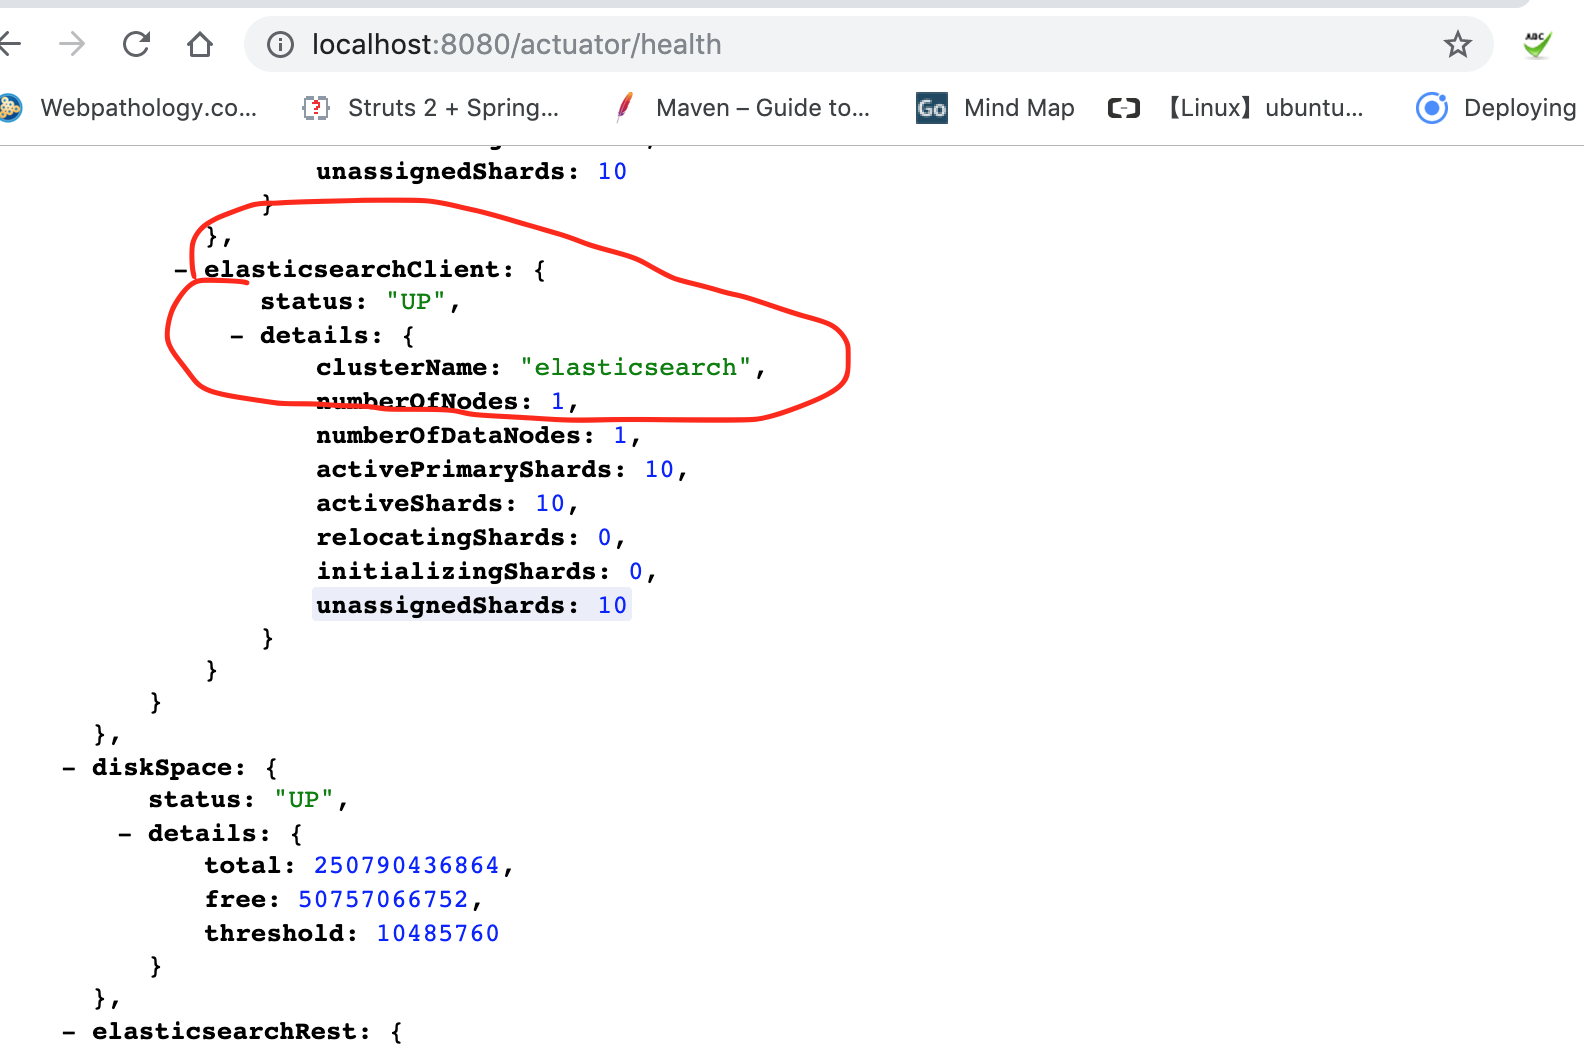 localhost:8080/actuator/health
ABC
Webpathology.co... Struts 2 + Spring... Maven – Guide to... Go Mind Map 【Linux】ubuntu... Deploying
unassignedShards: 10
}
},
- elasticsearchClient: {
status: "UP",
- details: {
clusterName: "elasticsearch",
numberOfNodes: 1,
numberOfDataNodes: 1,
activePrimaryShards: 10,
activeShards: 10,
relocatingShards: 0,
initializingShards: 0,
unassignedShards: 10
}
}
}
},
- diskSpace: {
status: "UP",
- details: {
total: 250790436864,
free: 50757066752,
threshold: 10485760
}
},
- elasticsearchRest: {